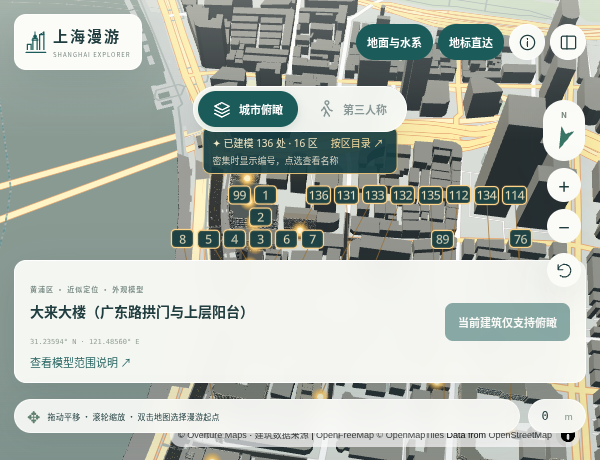 上海漫游
SHANGHAI EXPLORER
地面与水系
地标直达
城市俯瞰
第三人称
N
✦ 已建模 136 处 · 16 区 按区目录 ↗
密集时显示编号，点选查看名称
99 1 136 131 133 132 135 112 134 114
2
8 5 4 3 6 7 89 76
黄浦区 · 近似定位 · 外观模型
大来大楼（广东路拱门与上层阳台）
当前建筑仅支持俯瞰
31.23594° N · 121.48560° E
查看模型范围说明 ↗
拖动平移 · 滚轮缩放 · 双击地图选择漫游起点
0 m
© Overture Maps · 建筑数据来源 | OpenFreeMap © OpenMapTiles Data from OpenStreetMap